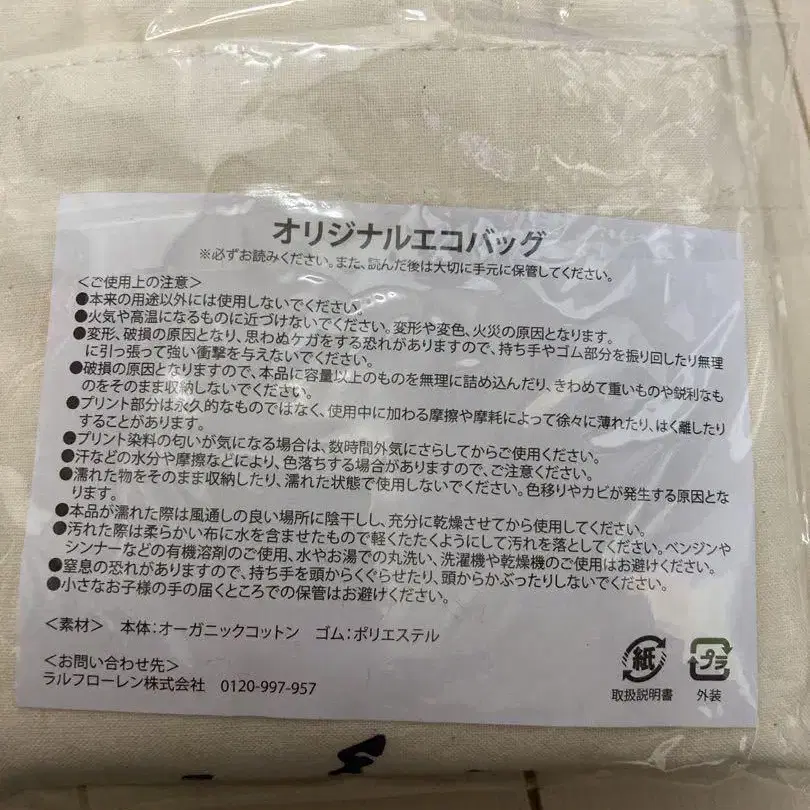 オリジナルエコバッグ
※必ずお読みください。また、読んだ後は大切に手元に保管してください。
＜ご使用上の注意＞
●本来の用途以外には使用しないでください。
●火気や高温になるものに近づけないでください。変形や変色、火災の原因となります。
●変形、破損の原因となり、思わぬケガをする恐れがありますので、持ち手やゴム部分を振り回したり無理
に引っ張って強い衝撃を与えないでください。
●破損の原因となりますので、本品に容量以上のものを無理に詰め込んだり、きわめて重いものや鋭利なも
のをそのまま収納しないでください。
●プリント部分は永久的なものではなく、使用中に加わる摩擦や摩耗によって徐々に薄れたり、はく離したり
することがあります。
●プリント染料の匂いが気になる場合は、数時間外気にさらしてからご使用ください。
●汗などの水分や摩擦などにより、色落ちする場合がありますので、ご注意ください。
●濡れた物をそのまま収納したり、濡れた状態で使用しないでください。色移りやカビが発生する原因とな
ります。
●本品が濡れた際は風通しの良い場所に陰干しし、充分に乾燥させてから使用してください。
●汚れた際は柔らかい布に水を含ませたもので軽くたたくようにして汚れを落としてください。ベンジンや
シンナーなどの有機溶剤のご使用、水やお湯での丸洗い、洗濯機や乾燥機のご使用はお避けください。
●窒息の恐れがありますので、持ち手を頭からくぐらせたり、頭からかぶったりしないでください。
●小さなお子様の手の届くところでの保管はお避けください。
＜素材＞ 本体：オーガニックコットン ゴム：ポリエステル
＜お問い合わせ先＞
ラルフローレン株式会社 0120-997-957
紙 プラ
取扱説明書 外装